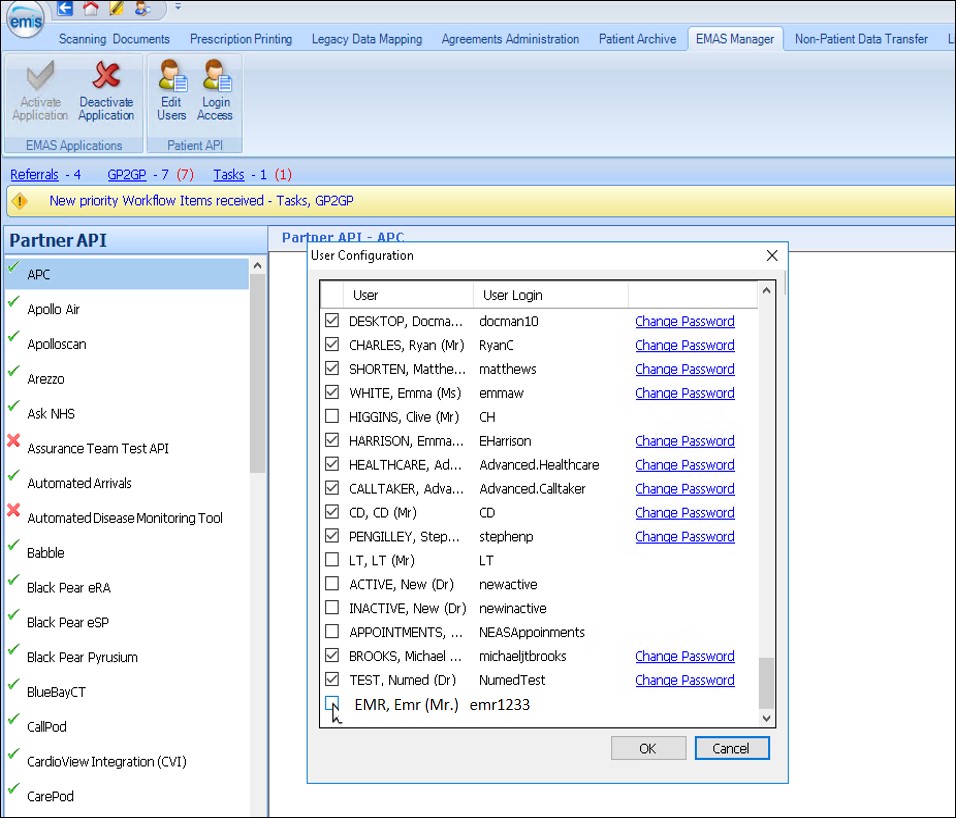 emis
Scanning Documents Prescription Printing Legacy Data Mapping Agreements Administration Patient Archive EMAS Manager Non-Patient Data Transfer
Activate Application
Deactivate Application
Edit Users
Login Access
EMAS Applications
Patient API
Referrals - 4 GP2GP - 7 (7) Tasks - 1 (1)
New priority Workflow Items received - Tasks, GP2GP
Partner API
APC
Apollo Air
Apolloscan
Arezzo
Ask NHS
Assurance Team Test API
Automated Arrivals
Automated Disease Monitoring Tool
Babble
Black Pear eRA
Black Pear eSP
Black Pear Pyrusium
BlueBayCT
CallPod
CardioView Integration (CVI)
CarePod
Partner API - APC
User Configuration
User User Login
DESKTOP, Docma... docman10 Change Password
CHARLES, Ryan (Mr) RyanC Change Password
SHORTEN, Matthe... matthews Change Password
WHITE, Emma (Ms) emmaw Change Password
HIGGINS, Clive (Mr) CH
HARRISON, Emma... EHarrison Change Password
HEALTHCARE, Ad... Advanced.Healthcare Change Password
CALLTAKER, Adva... Advanced.Calltaker Change Password
CD, CD (Mr) CD Change Password
PENGILLEY, Step... stephenp Change Password
LT, LT (Mr) LT
ACTIVE, New (Dr) newactive
INACTIVE, New (Dr) newinactive
APPOINTMENTS, ... NEASAppoinments
BROOKS, Michael ... michaeljtbrooks Change Password
TEST, Numed (Dr) NumedTest Change Password
EMR, Emr (Mr.) emr1233
OK Cancel